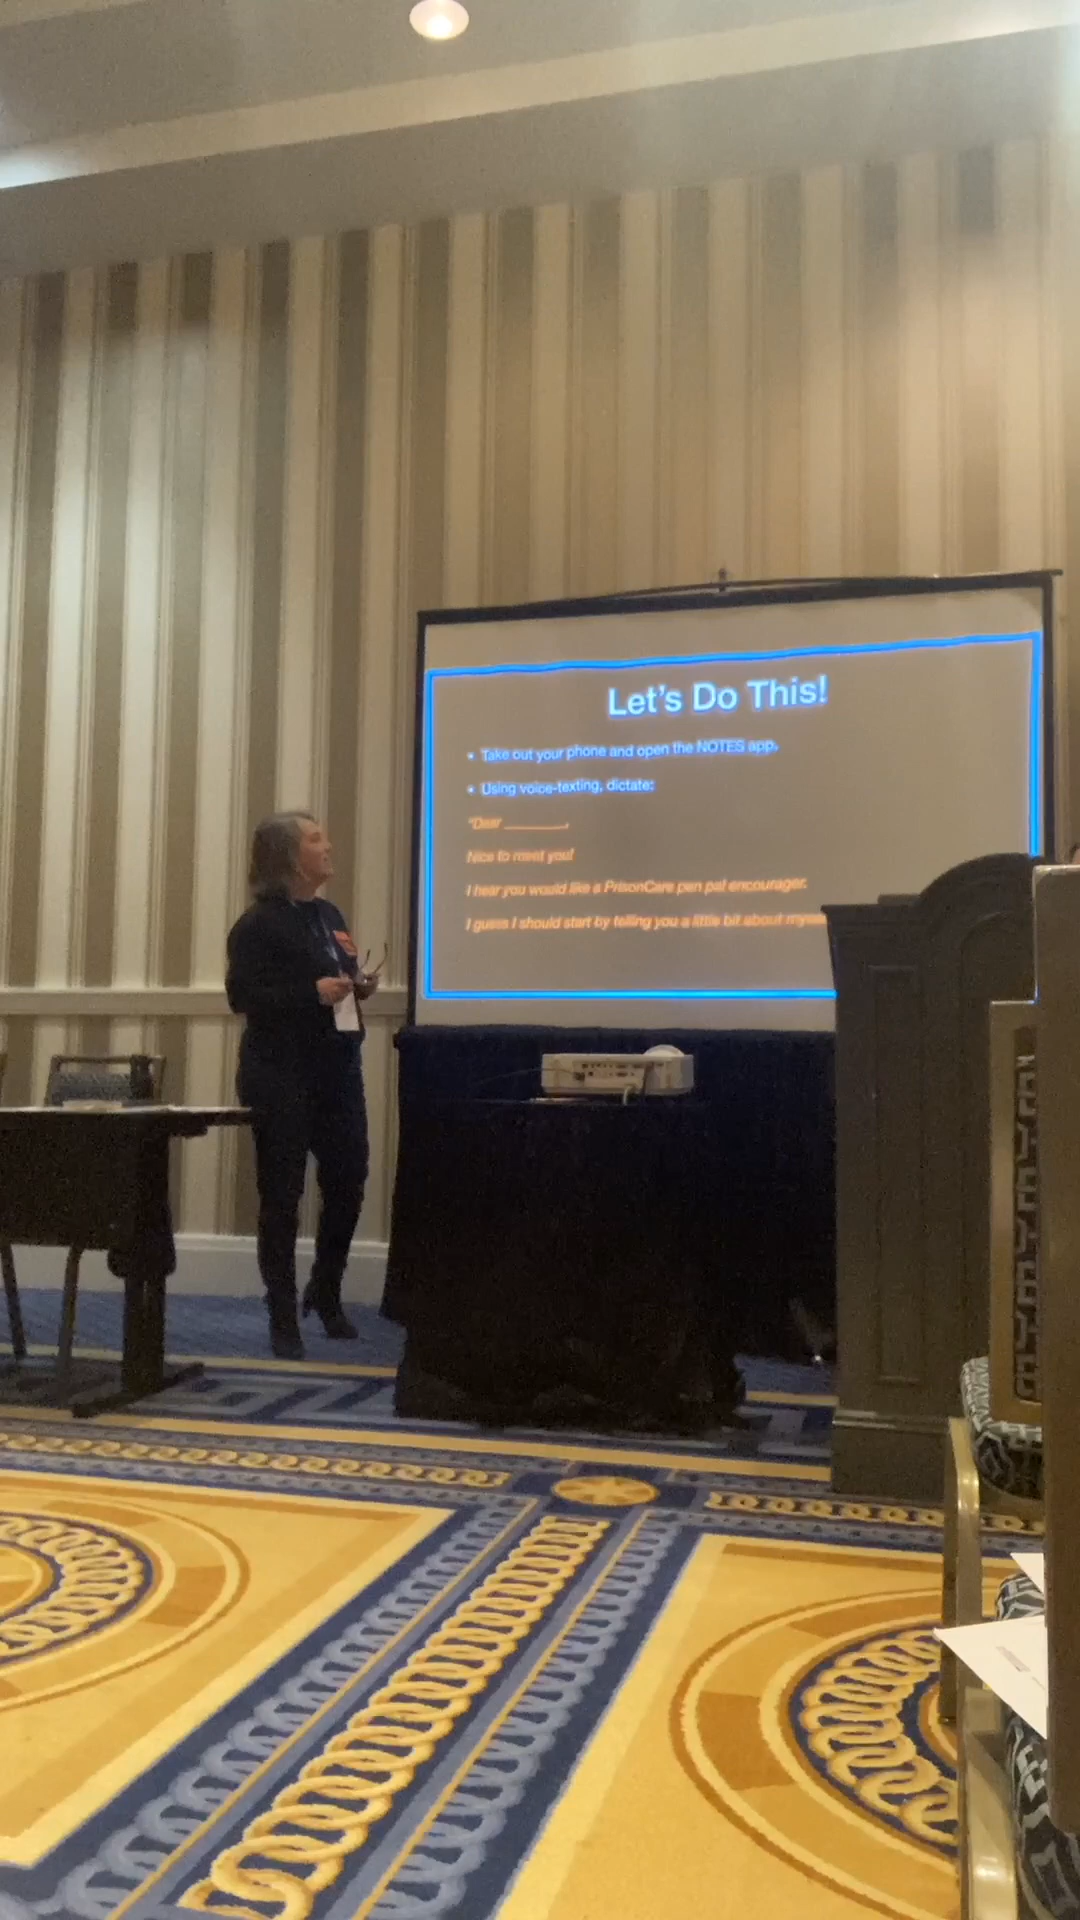 Let's Do This!
• Take out your phone and open the NOTES app.
• Using voice-texting, dictate:
"Dear ________,
Nice to meet you!
I hear you would like a PrisonCare pen pal encourager.
I guess I should start by telling you a little bit about